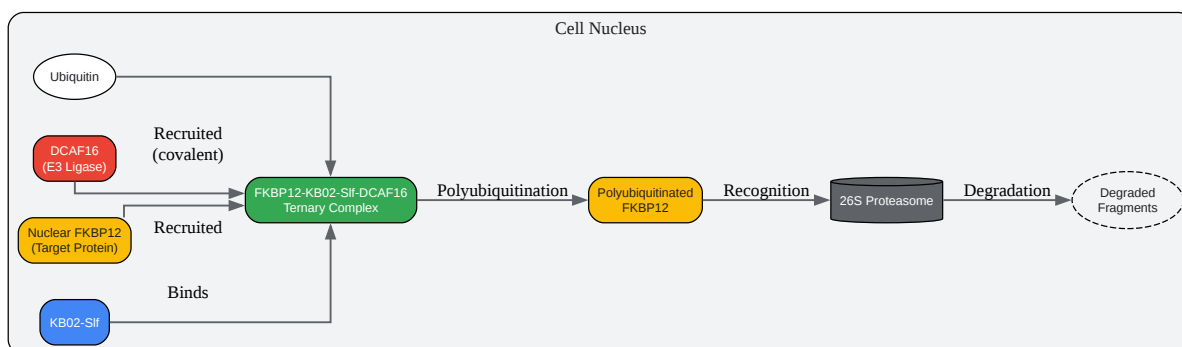 Cell Nucleus
Ubiquitin
DCAF16
(E3 Ligase)
Recruited
(covalent)
Nuclear FKBP12
(Target Protein)
Recruited
KB02-Slf
Binds
FKBP12-KB02-Slf-DCAF16
Ternary Complex
Polyubiquitination
Polyubiquitinated
FKBP12
Recognition
26S Proteasome
Degradation
Degraded
Fragments